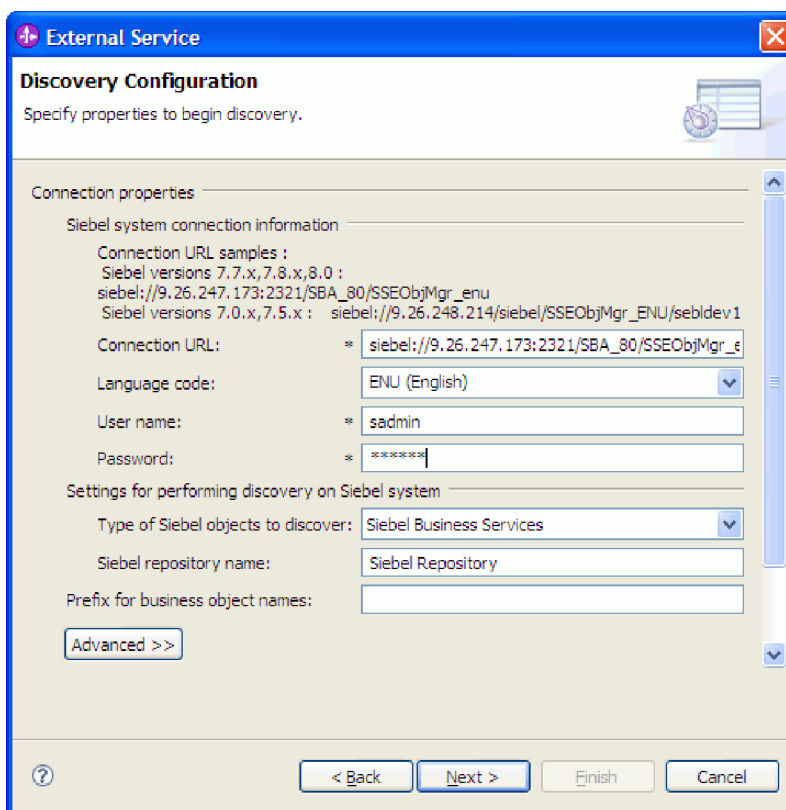 External Service
Discovery Configuration
Specify properties to begin discovery.
Connection properties
Siebel system connection information
Connection URL samples :
Siebel versions 7.7.x,7.8.x,8.0 :
siebel://9.26.247.173:2321/SBA_80/SSEObjMgr_enu
Siebel versions 7.0.x,7.5.x : siebel://9.26.248.214/siebel/SSEObjMgr_ENU/sebldev1
Connection URL: * siebel://9.26.247.173:2321/SBA_80/SSEObjMgr_e
Language code: ENU (English)
User name: * sadmin
Password: * ******
Settings for performing discovery on Siebel system
Type of Siebel objects to discover: Siebel Business Services
Siebel repository name: Siebel Repository
Prefix for business object names:
Advanced >>
? < Back Next > Finish Cancel